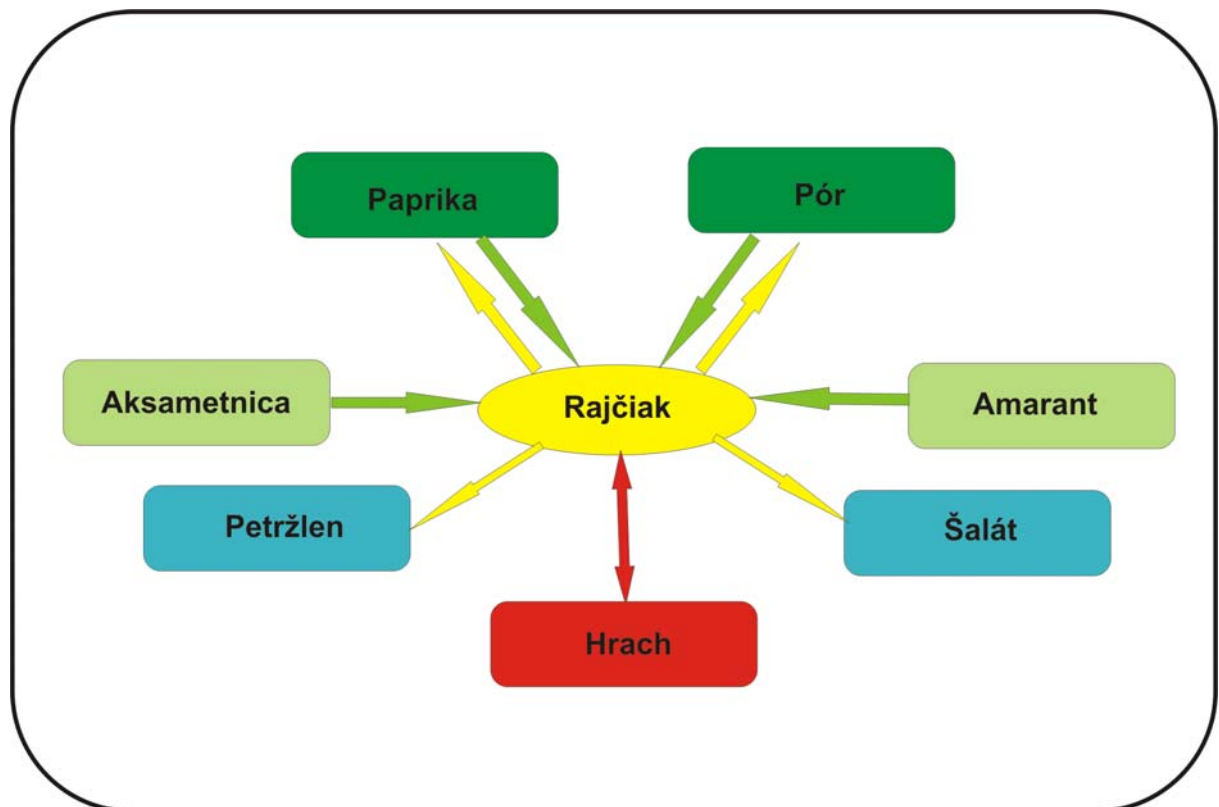 Paprika
Pór
Aksametnica
Rajčiak
Amarant
Petržlen
Šalát
Hrach